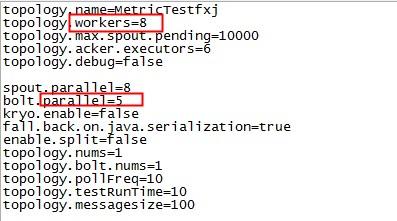 topology.name=MetricTestfxj
topology.workers=8
topology.max.spout.pending=10000
topology.acker.executors=6
topology.debug=false
spout.parallel=8
bolt.parallel=5
kryo.enable=false
fall.back.on.java.serialization=true
enable.split=false
topology.nums=1
topology.bolt.nums=1
topology.pollFreq=10
topology.testRunTime=10
topology.messagesize=100